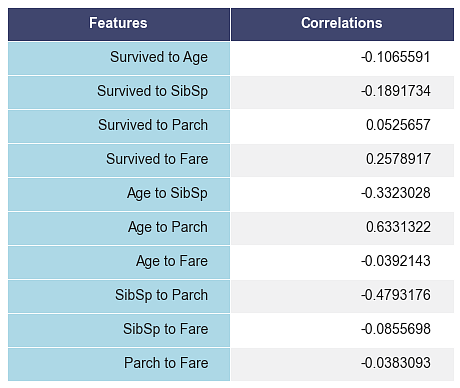 Features Correlations
Survived to Age -0.1065591
Survived to SibSp -0.1891734
Survived to Parch 0.0525657
Survived to Fare 0.2578917
Age to SibSp -0.3323028
Age to Parch 0.6331322
Age to Fare -0.0392143
SibSp to Parch -0.4793176
SibSp to Fare -0.0855698
Parch to Fare -0.0383093